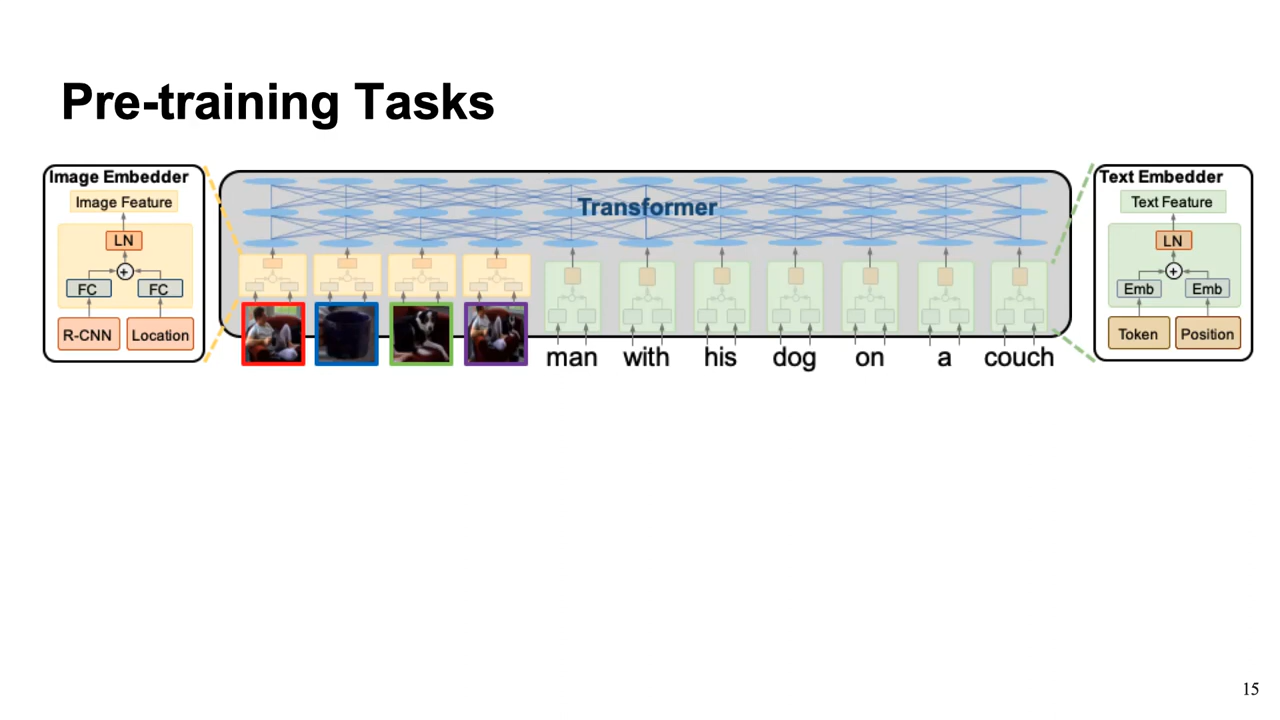 Pre-training Tasks
Image Embedder
Image Feature
LN
+
FC FC
R-CNN Location
Transformer
man with his dog on a couch
Text Embedder
Text Feature
LN
+
Emb Emb
Token Position
15